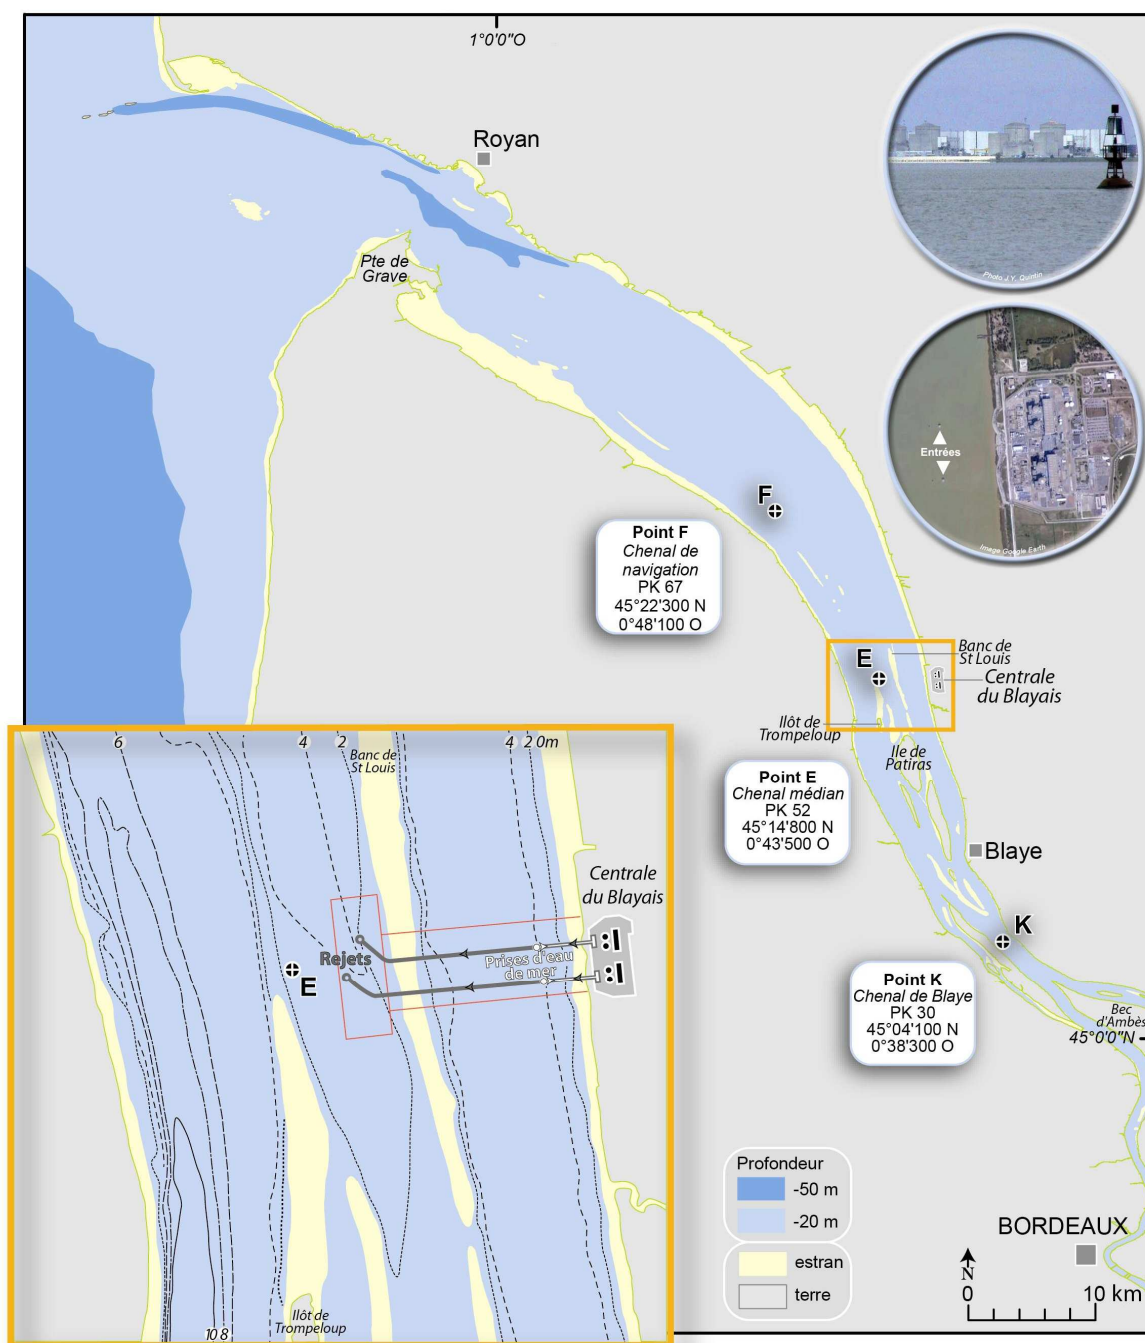 1°0'0"O
Royan
Pte de
Grave
Photo J.Y. Quintin
Entrées
Image Google Earth
F
Point F
Chenal de
navigation
PK 67
45°22'300 N
0°48'100 O
Banc de
St Louis
E
Centrale
du Blayais
Ilôt de
Trompeloup
Ile de
Patiras
Point E
Chenal médian
PK 52
45°14'800 N
0°43'500 O
Blaye
K
Point K
Chenal de Blaye
PK 30
45°04'100 N
0°38'300 O
Bec
d'Ambès
45°0'0"N
6
4
2
4
2
0m
Banc de
St Louis
Centrale
du Blayais
Rejets
Prises d'eau
de mer
E
Ilôt de
Trompeloup
10 8
Profondeur
-50 m
-20 m
estran
terre
BORDEAUX
N
0
10 km